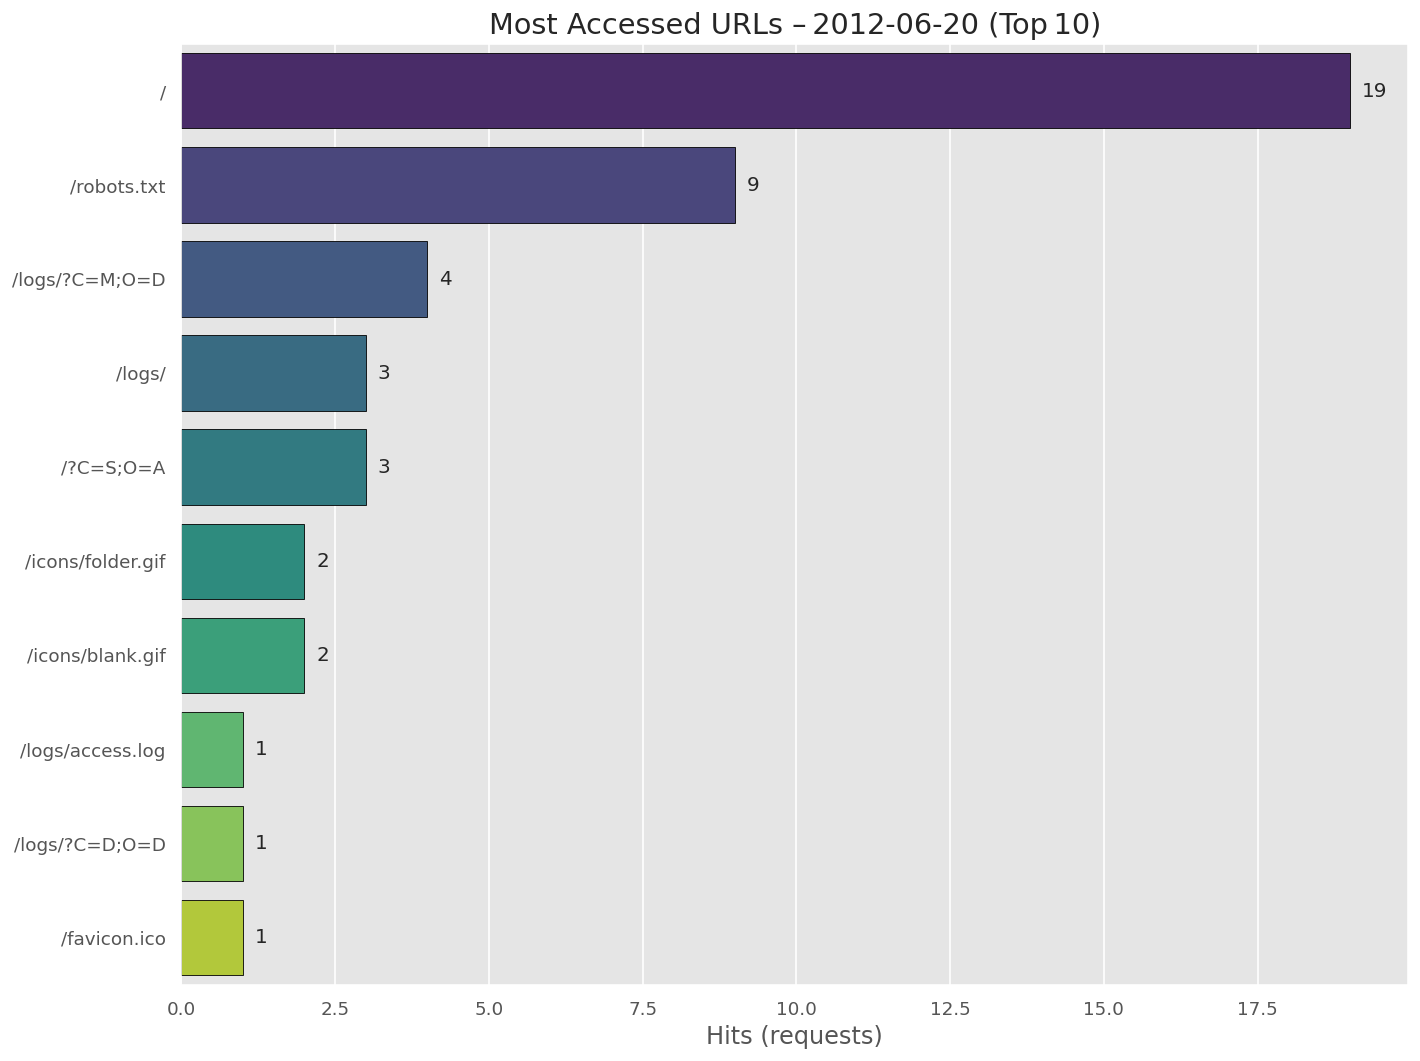 Most Accessed URLs – 2012-06-20 (Top 10)
/ 19
/robots.txt 9
/logs/?C=M;O=D 4
/logs/ 3
/?C=S;O=A 3
/icons/folder.gif 2
/icons/blank.gif 2
/logs/access.log 1
/logs/?C=D;O=D 1
/favicon.ico 1
0.0 2.5 5.0 7.5 10.0 12.5 15.0 17.5
Hits (requests)